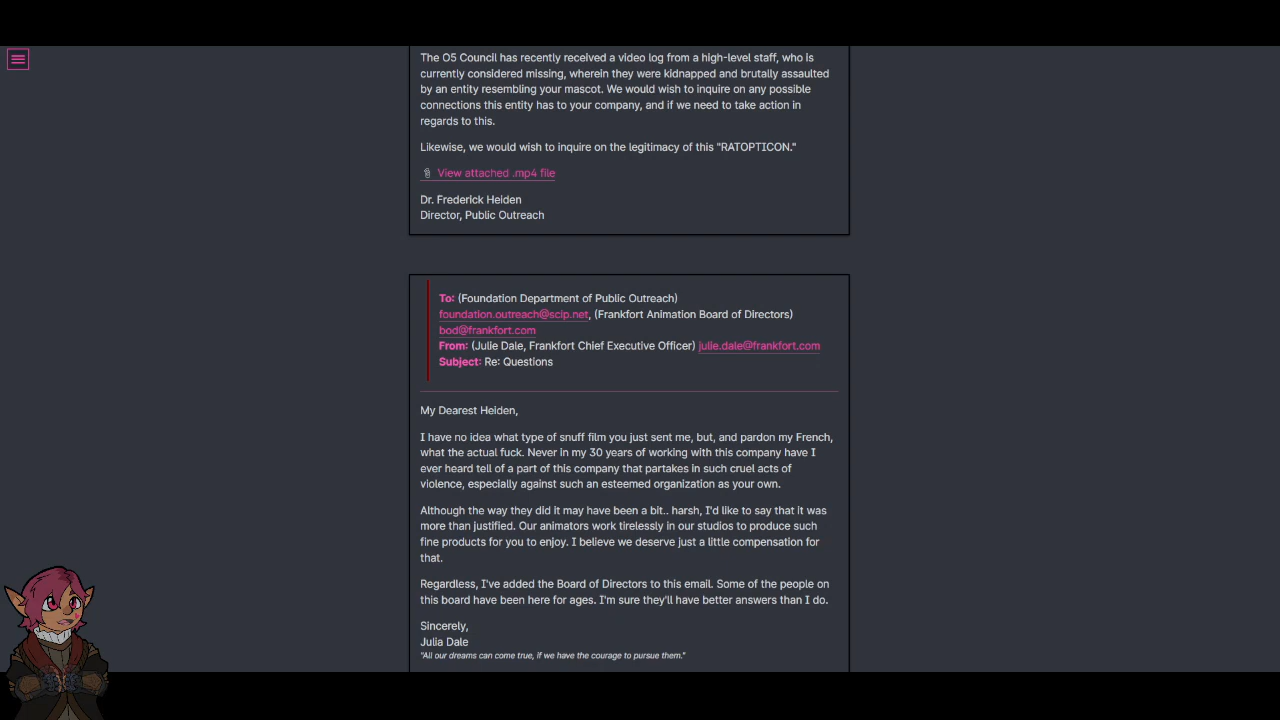 The O5 Council has recently received a video log from a high-level staff, who is
currently considered missing, wherein they were kidnapped and brutally assaulted
by an entity resembling your mascot. We would wish to inquire on any possible
connections this entity has to your company, and if we need to take action in
regards to this.
Likewise, we would wish to inquire on the legitimacy of this "RATOPTICON."
View attached .mp4 file
Dr. Frederick Heiden
Director, Public Outreach
To: (Foundation Department of Public Outreach)
foundation.outreach@scip.net, (Frankfort Animation Board of Directors)
bod@frankfort.com
From: (Julie Dale, Frankfort Chief Executive Officer) julie.dale@frankfort.com
Subject: Re: Questions
My Dearest Heiden,
I have no idea what type of snuff film you just sent me, but, and pardon my French,
what the actual fuck. Never in my 30 years of working with this company have I
ever heard tell of a part of this company that partakes in such cruel acts of
violence, especially against such an esteemed organization as your own.
Although the way they did it may have been a bit.. harsh, I'd like to say that it was
more than justified. Our animators work tirelessly in our studios to produce such
fine products for you to enjoy. I believe we deserve just a little compensation for
that.
Regardless, I've added the Board of Directors to this email. Some of the people on
this board have been here for ages. I'm sure they'll have better answers than I do.
Sincerely,
Julia Dale
"All our dreams can come true, if we have the courage to pursue them."